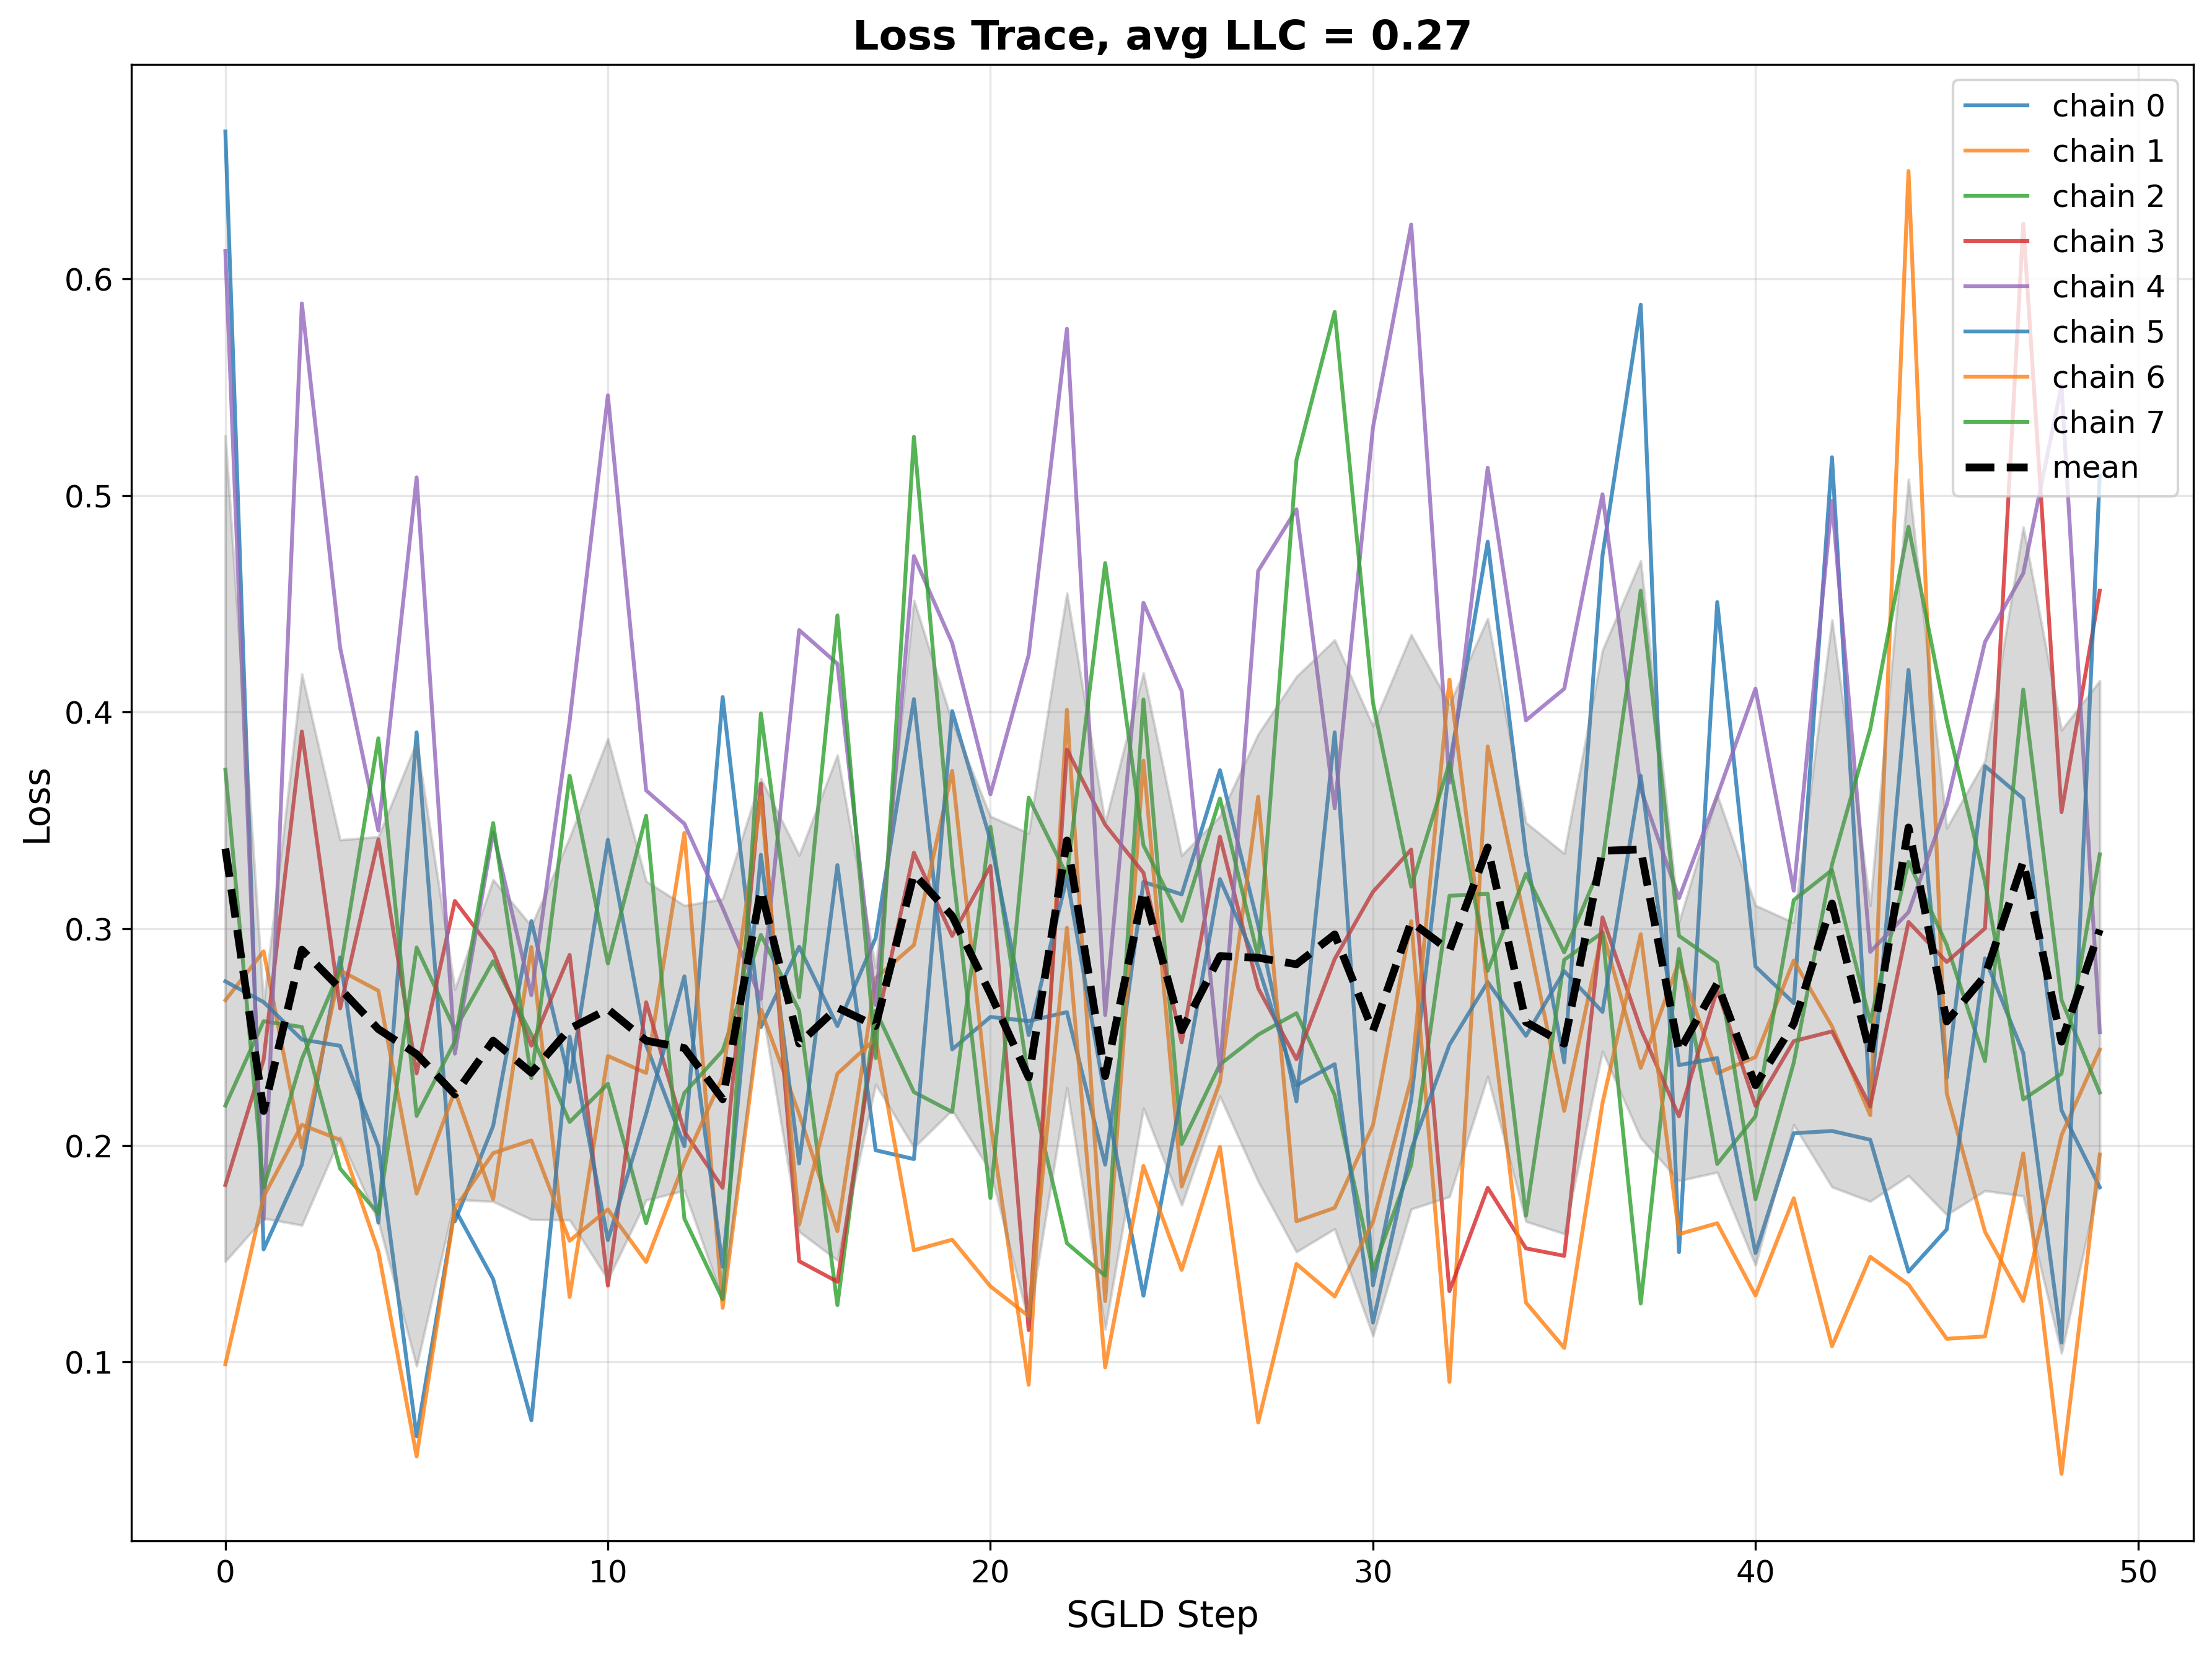 Loss Trace, avg LLC = 0.27
chain 0
chain 1
chain 2
chain 3
chain 4
chain 5
chain 6
chain 7
mean
Loss
0.6
0.5
0.4
0.3
0.2
0.1
0 10 20 30 40 50
SGLD Step